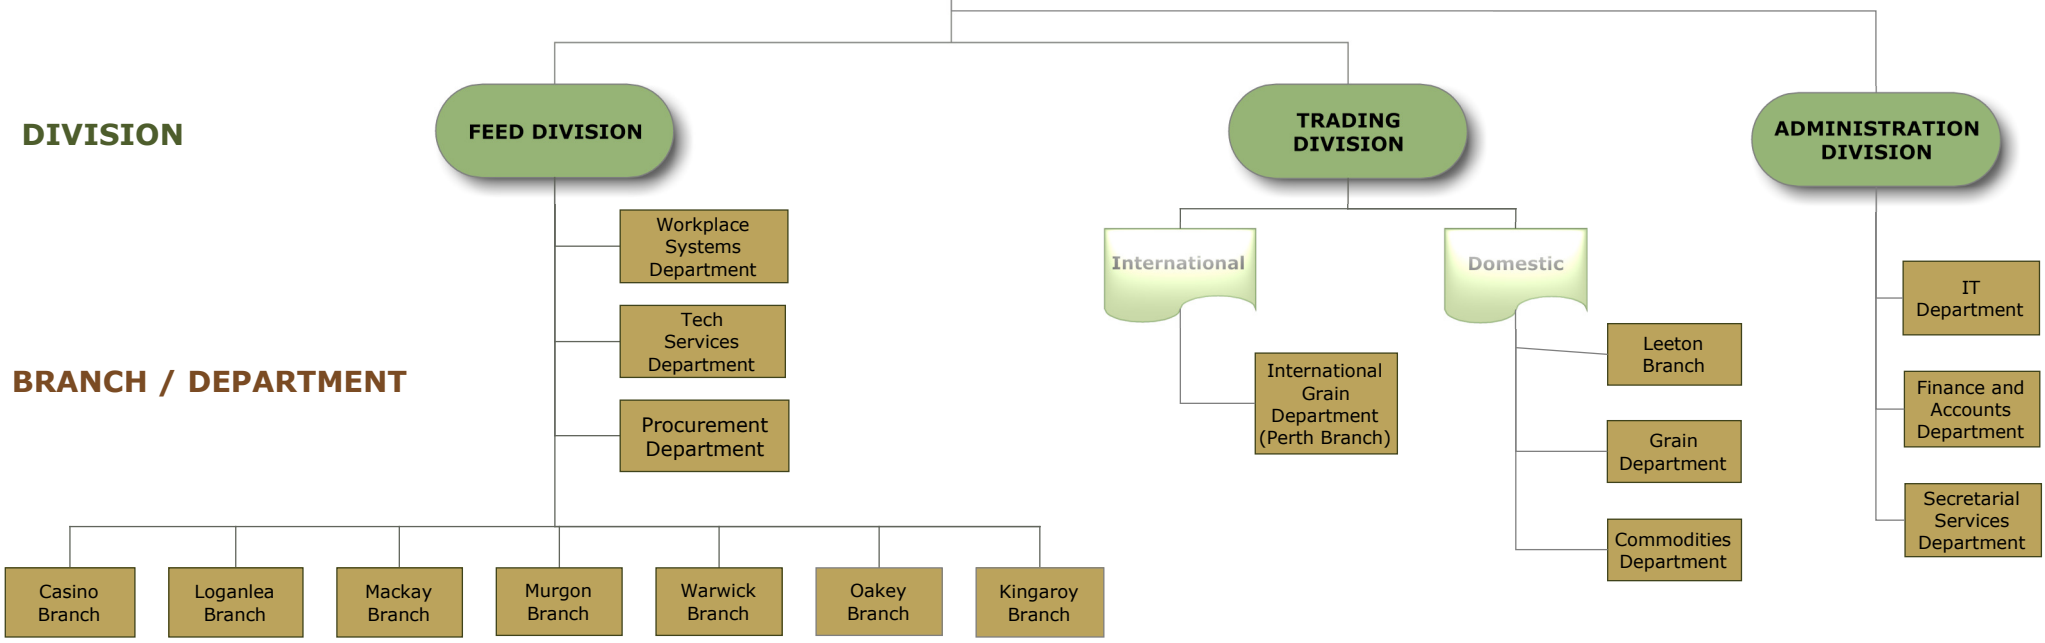 DIVISION
FEED DIVISION
TRADING
DIVISION
ADMINISTRATION
DIVISION
Workplace
Systems
Department
Tech
Services
Department
Procurement
Department
International
Domestic
International
Grain
Department
(Perth Branch)
Leeton
Branch
Grain
Department
Commodities
Department
IT
Department
Finance and
Accounts
Department
Secretarial
Services
Department
BRANCH / DEPARTMENT
Casino
Branch
Loganlea
Branch
Mackay
Branch
Murgon
Branch
Warwick
Branch
Oakey
Branch
Kingaroy
Branch